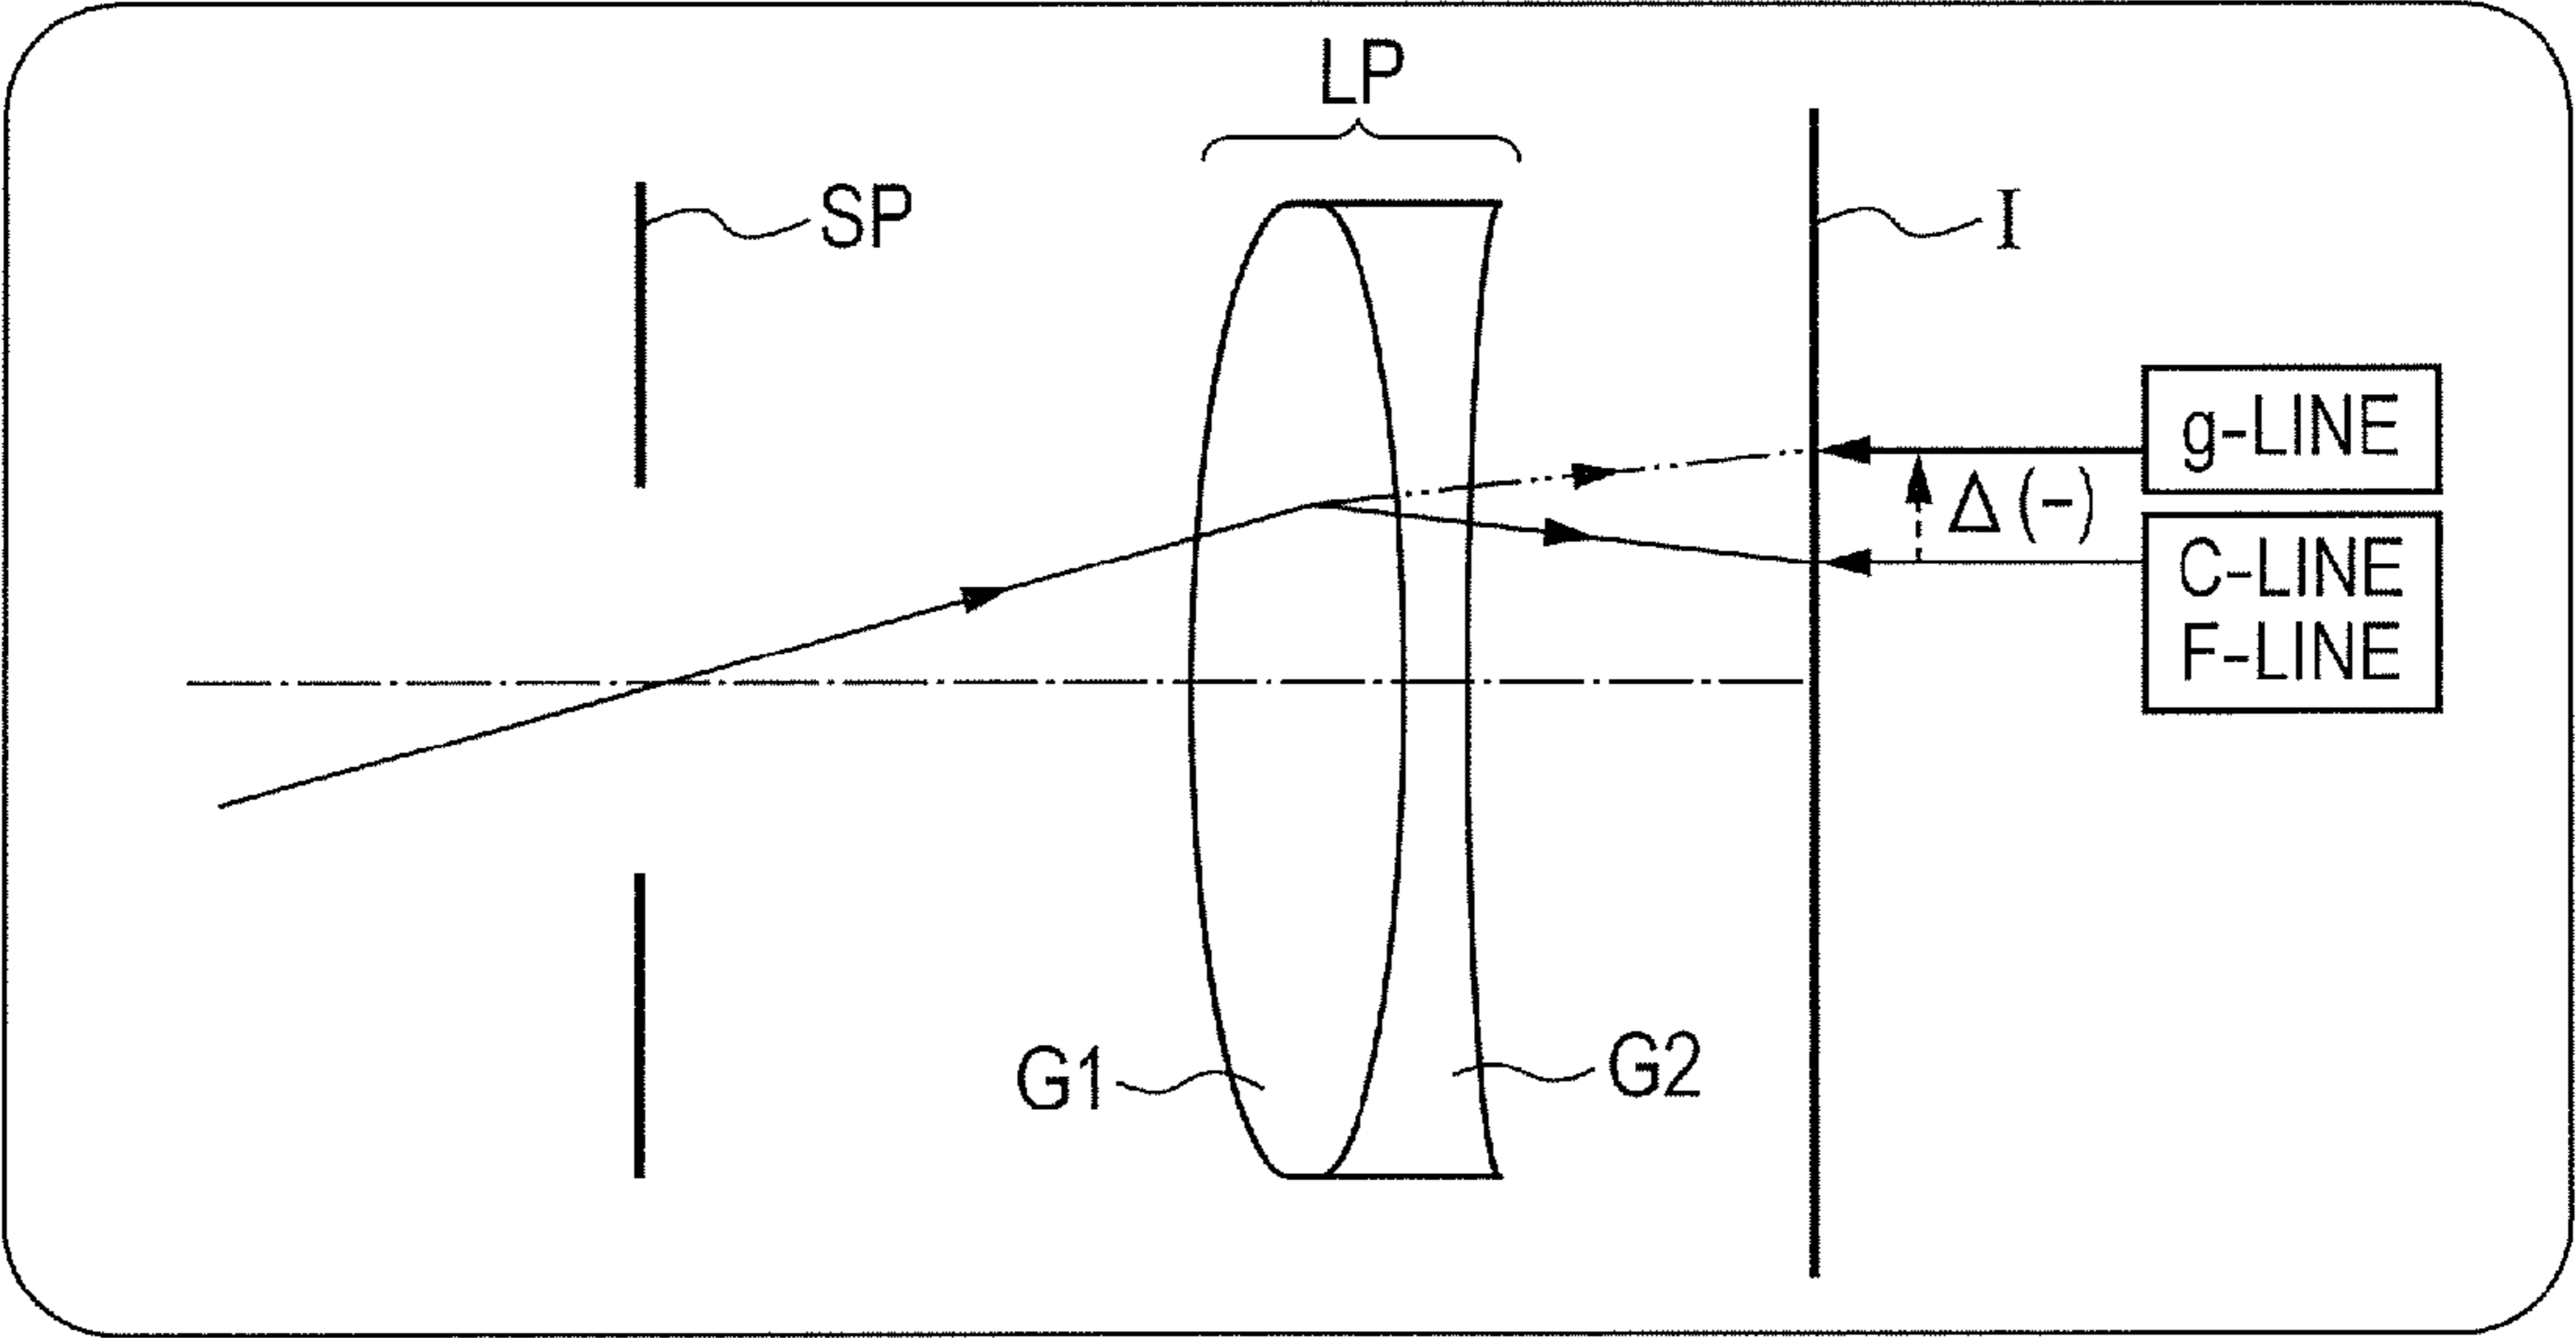 LP
SP
I
g-LINE
Δ (-)
C-LINE
F-LINE
G1
G2